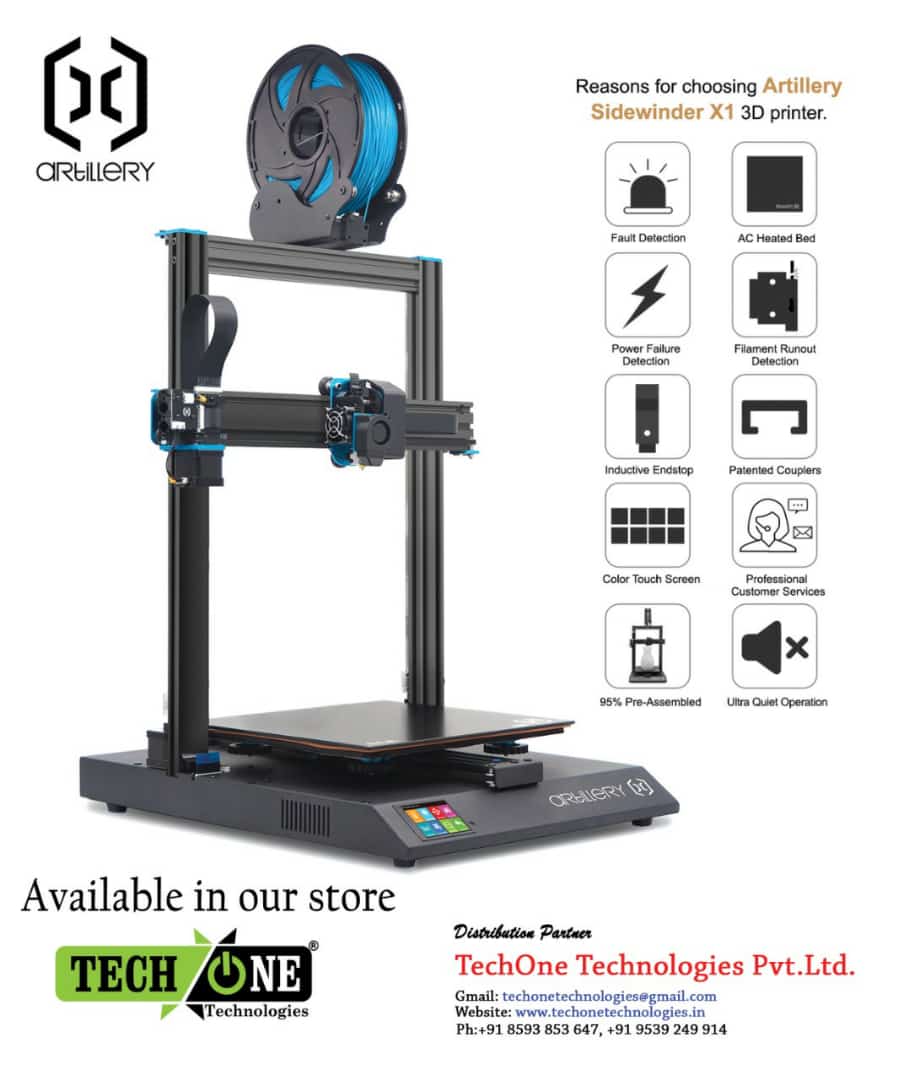 ARtiLLERY
Reasons for choosing Artillery
Sidewinder X1 3D printer.
Fault Detection
AC Heated Bed
Power Failure
Detection
Filament Runout
Detection
Inductive Endstop
Patented Couplers
Color Touch Screen
Professional
Customer Services
95% Pre-Assembled
Ultra Quiet Operation
ARtiLLERY
Available in our store
TECH ONE®
Technologies
Distribution Partner
TechOne Technologies Pvt.Ltd.
Gmail: techonetechnologies@gmail.com
Website: www.techonetechnologies.in
Ph:+91 8593 853 647, +91 9539 249 914